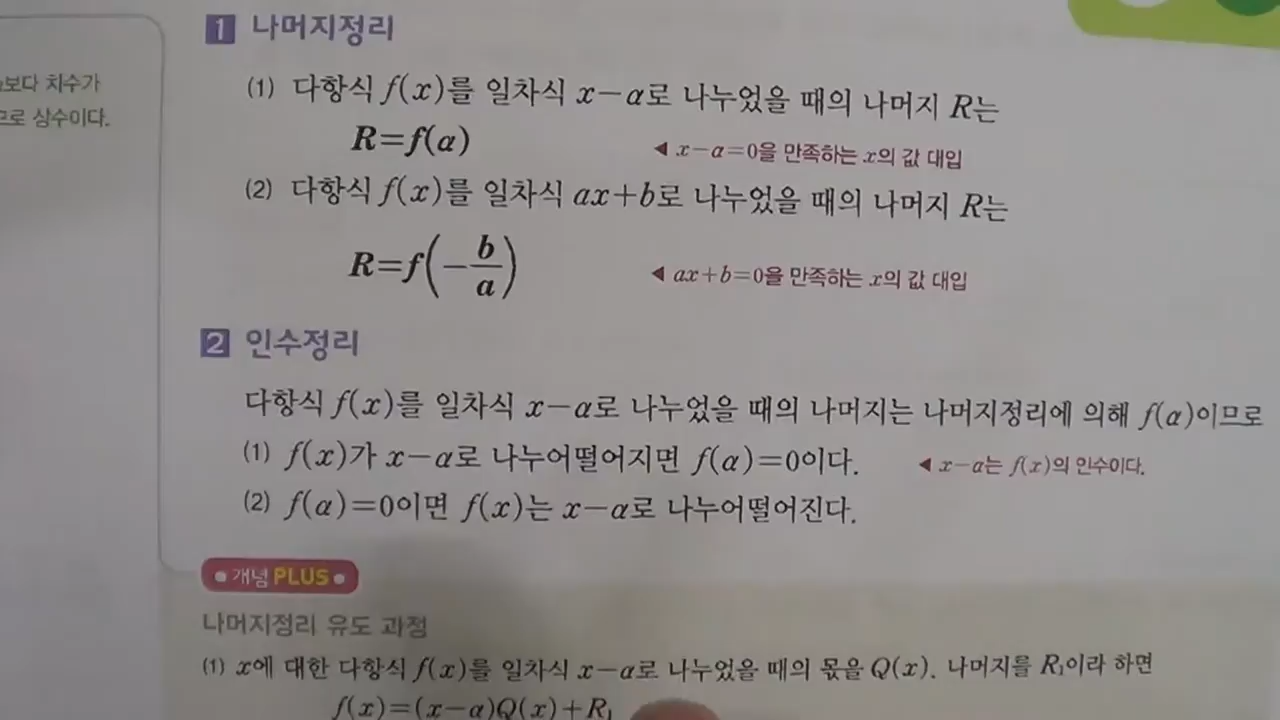 1 나머지정리
보다 치수가
므로 상수이다.
(1) 다항식 f(x)를 일차식 x-α로 나누었을 때의 나머지 R는
R=f(α) ◀ x-α=0을 만족하는 x의 값 대입
(2) 다항식 f(x)를 일차식 ax+b로 나누었을 때의 나머지 R는
R=f(-b/a) ◀ ax+b=0을 만족하는 x의 값 대입
2 인수정리
다항식 f(x)를 일차식 x-α로 나누었을 때의 나머지는 나머지정리에 의해 f(α)이므로
(1) f(x)가 x-α로 나누어떨어지면 f(α)=0이다. ◀ x-α는 f(x)의 인수이다.
(2) f(α)=0이면 f(x)는 x-α로 나누어떨어진다.
개념 PLUS
나머지정리 유도 과정
(1) x에 대한 다항식 f(x)를 일차식 x-α로 나누었을 때의 몫을 Q(x), 나머지를 R₁이라 하면
f(x)=(x-α)Q(x)+R₁